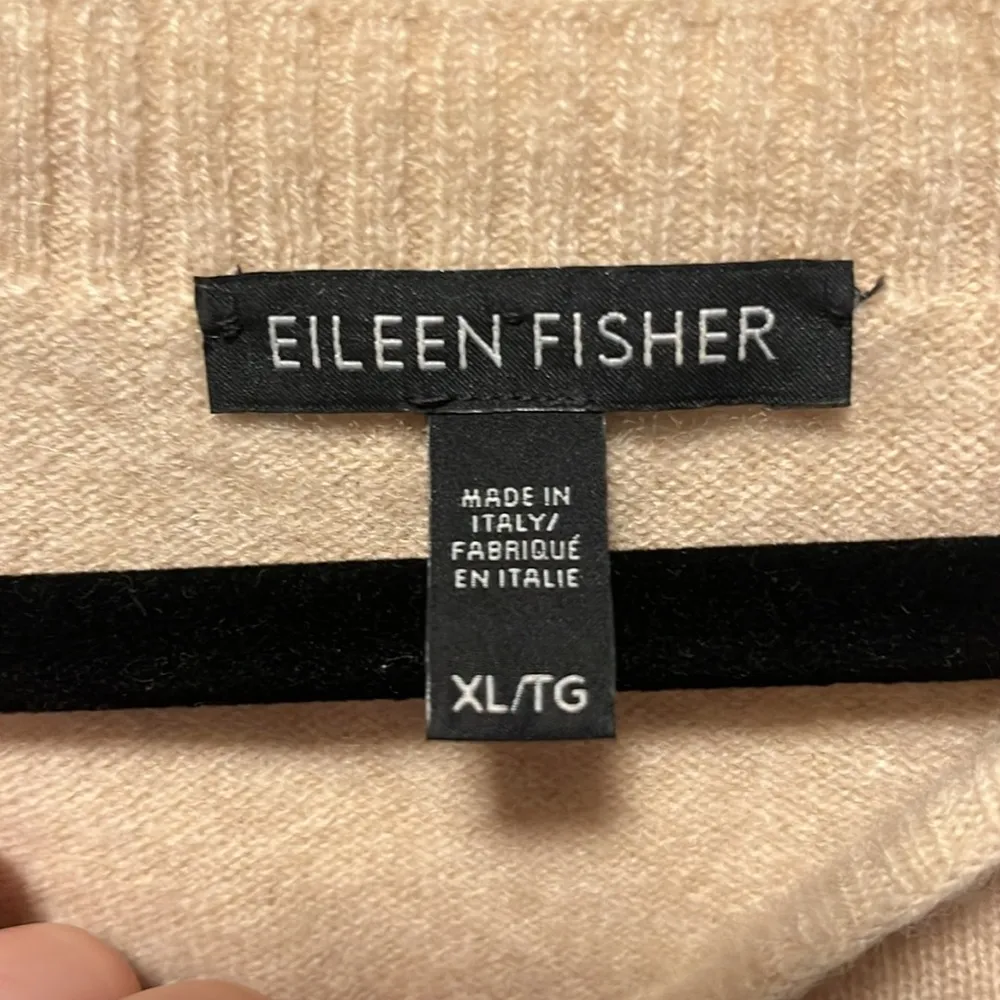 EILEEN FISHER
MADE IN
ITALY/
FABRIQUÉ
EN ITALIE
XL/TG